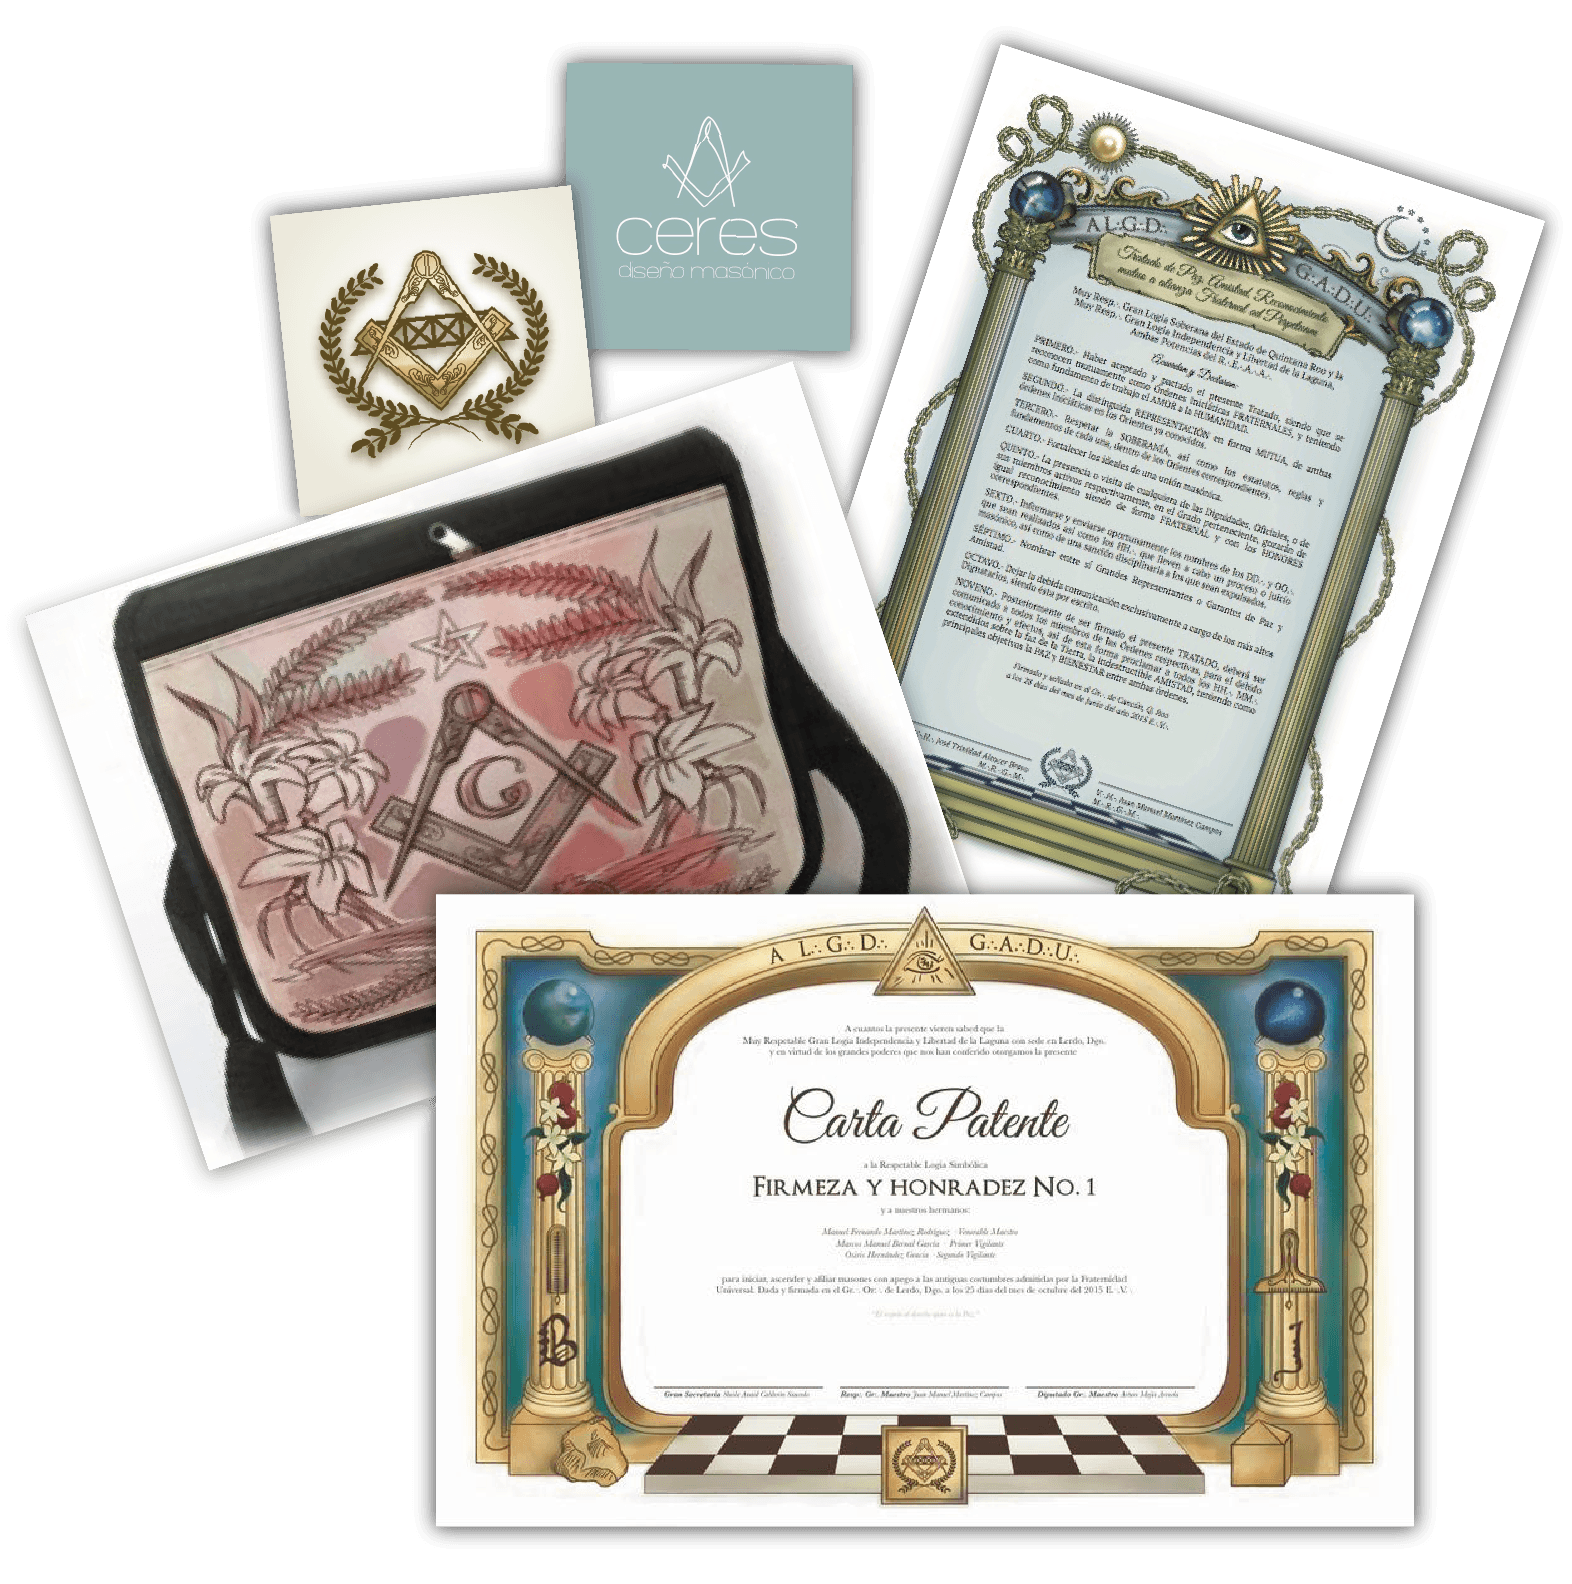 ceres
diseño masónico
XXXI
A L∴G∴D∴
G∴A∴D∴U∴
Tratado de Paz, Amistad, Reconocimiento
mutuo o alianza Fraternal ad Perpetuam
Muy Resp∴ Gran Logia Soberana del Estado de Quintana Roo y la
Muy Resp∴ Gran Logia Independencia y Libertad de la Laguna,
Ambas Potencias del R∴E∴A∴A∴
Acuerdan y Declaran:
PRIMERO.- Haber aceptado y pactado el presente Tratado, siendo que se
reconocen mutuamente como Órdenes Iniciáticas FRATERNALES, y teniendo
como fundamento de trabajo el AMOR a la HUMANIDAD.
SEGUNDO.- La distinguida REPRESENTACIÓN en forma MUTUA, de ambas
órdenes Iniciáticas en los Orientes ya conocidos.
TERCERO.- Respetar la SOBERANÍA, así como los estatutos, reglas y
fundamentos de cada una, dentro de los Orientes correspondientes.
CUARTO.- Fortalecer los ideales de una unión masónica.
QUINTO.- La presencia o visita de cualquiera de las Dignidades, Oficiales, o de
sus miembros activos respectivamente, en el Grado perteneciente, gozarán de
igual reconocimiento siendo de forma FRATERNAL y con los HONORES
correspondientes.
SEXTO.- Informarse y enviarse oportunamente los nombres de los DD∴ y GG∴
que sean realizados así como los HH∴ que lleven a cabo un proceso o juicio
masónico, así como de una sanción disciplinaria a los que sean expulsados.
SÉPTIMO.- Nombrar entre sí Grandes Representantes o Garantes de Paz y
Amistad.
OCTAVO.- Dejar la debida comunicación exclusivamente a cargo de los más altos
Dignatarios, siendo ésta por escrito.
NOVENO.- Posteriormente de ser firmado el presente TRATADO, deberá ser
comunicado a todos los miembros de las Órdenes respectivas, para el debido
conocimiento y efectos, así de esta forma proclamar a todos los HH∴ MM∴
extendidos sobre la faz de la Tierra, la indestructible AMISTAD, teniendo como
principales objetivos la PAZ y BIENESTAR entre ambas órdenes.
Firmado y sellado en el Gr∴ de Cancún, Q. Roo
a los 28 días del mes de Junio del año 2015 E∴V∴
V∴H∴ José Trinidad Alencer Bravo
M∴R∴G∴M∴
V∴H∴ Juan Manuel Martínez Campos
M∴R∴G∴M∴
G
A L∴G∴D∴ G∴A∴D∴U∴
A cuantos la presente vieren sabed que la
Muy Respetable Gran Logia Independencia y Libertad de la Laguna con sede en Lerdo, Dgo.
y en virtud de los grandes poderes que nos han conferido otorgamos la presente
Carta Patente
a la Respetable Logia Simbólica
FIRMEZA Y HONRADEZ NO. 1
y a nuestros hermanos:
Manuel Fernando Martínez Rodríguez - Venerable Maestro
Marcos Manuel Bernal García - Primer Vigilante
Osiris Hernández García - Segundo Vigilante
para iniciar, ascender y afiliar masones con apego a las antiguas costumbres admitidas por la Fraternidad
Universal. Dada y firmada en el Gr∴ Or∴ de Lerdo, Dgo. a los 25 días del mes de octubre del 2015 E∴V∴
B
J
Gran Secretaria
Resp∴ Gr∴ Maestro Juan Manuel Martínez Campos
Diputado Gr∴ Maestro